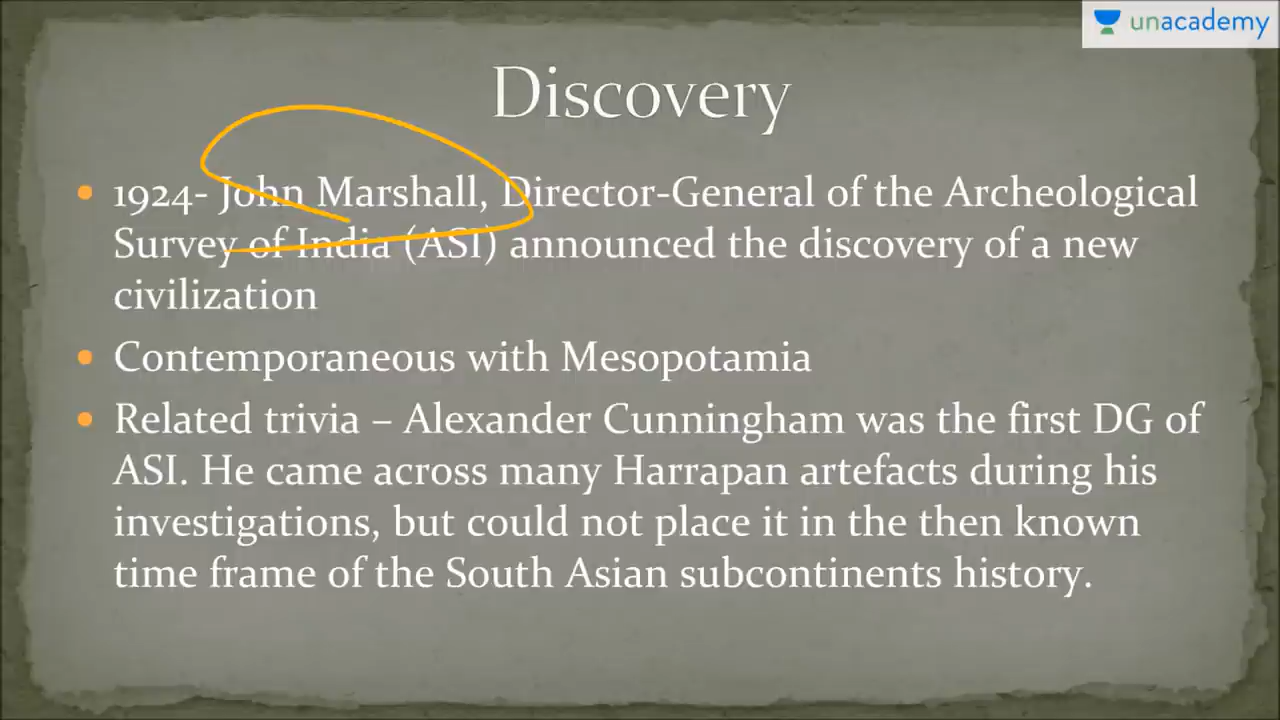 unacademy
Discovery
• 1924- John Marshall, Director-General of the Archeological
Survey of India (ASI) announced the discovery of a new
civilization
• Contemporaneous with Mesopotamia
• Related trivia – Alexander Cunningham was the first DG of
ASI. He came across many Harrapan artefacts during his
investigations, but could not place it in the then known
time frame of the South Asian subcontinents history.